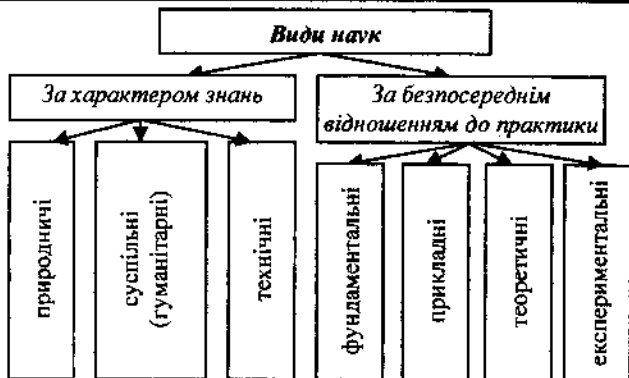 Види наук
За характером знань
За безпосереднім
відношенням до практики
природничі
суспільні
(гуманітарні)
технічні
фундаментальні
прикладні
теоретичні
експериментальні